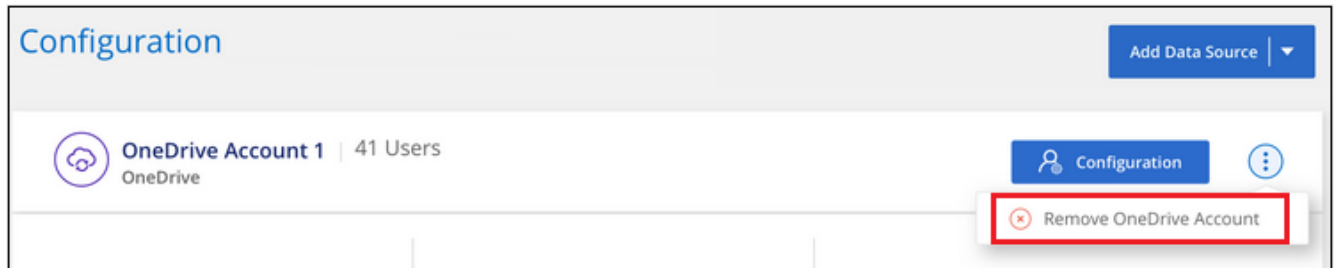 Configuration
Add Data Source
OneDrive Account 1 | 41 Users
OneDrive
Configuration
Remove OneDrive Account